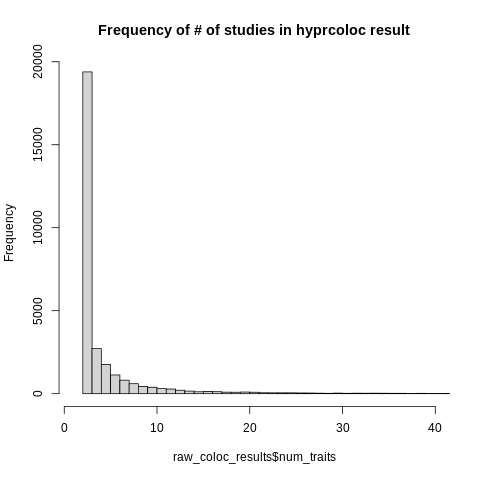 Frequency of # of studies in hyprcoloc result
Frequency
20000
15000
10000
5000
0
0 10 20 30 40
raw_coloc_results$num_traits